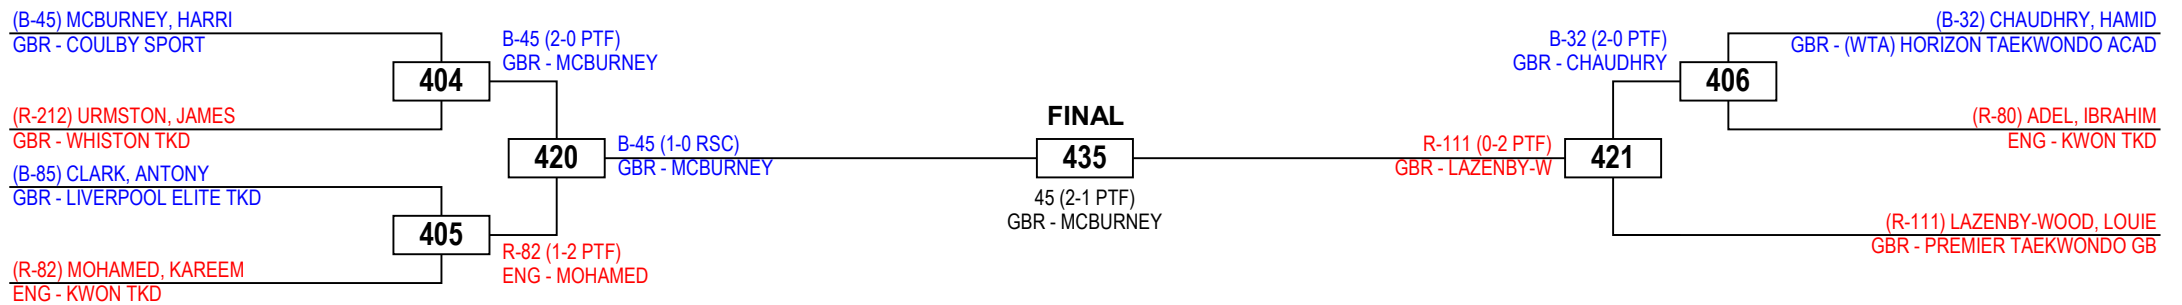 (B-45) MCBURNEY, HARRI
GBR - COULBY SPORT
404
(R-212) URMSTON, JAMES
GBR - WHISTON TKD
B-45 (2-0 PTF)
GBR - MCBURNEY
420
(B-85) CLARK, ANTONY
GBR - LIVERPOOL ELITE TKD
405
(R-82) MOHAMED, KAREEM
ENG - KWON TKD
R-82 (1-2 PTF)
ENG - MOHAMED
B-45 (1-0 RSC)
GBR - MCBURNEY
FINAL
435
45 (2-1 PTF)
GBR - MCBURNEY
R-111 (0-2 PTF)
GBR - LAZENBY-W
421
B-32 (2-0 PTF)
GBR - CHAUDHRY
(B-32) CHAUDHRY, HAMID
GBR - (WTA) HORIZON TAEKWONDO ACAD
406
(R-80) ADEL, IBRAHIM
ENG - KWON TKD
(R-111) LAZENBY-WOOD, LOUIE
GBR - PREMIER TAEKWONDO GB